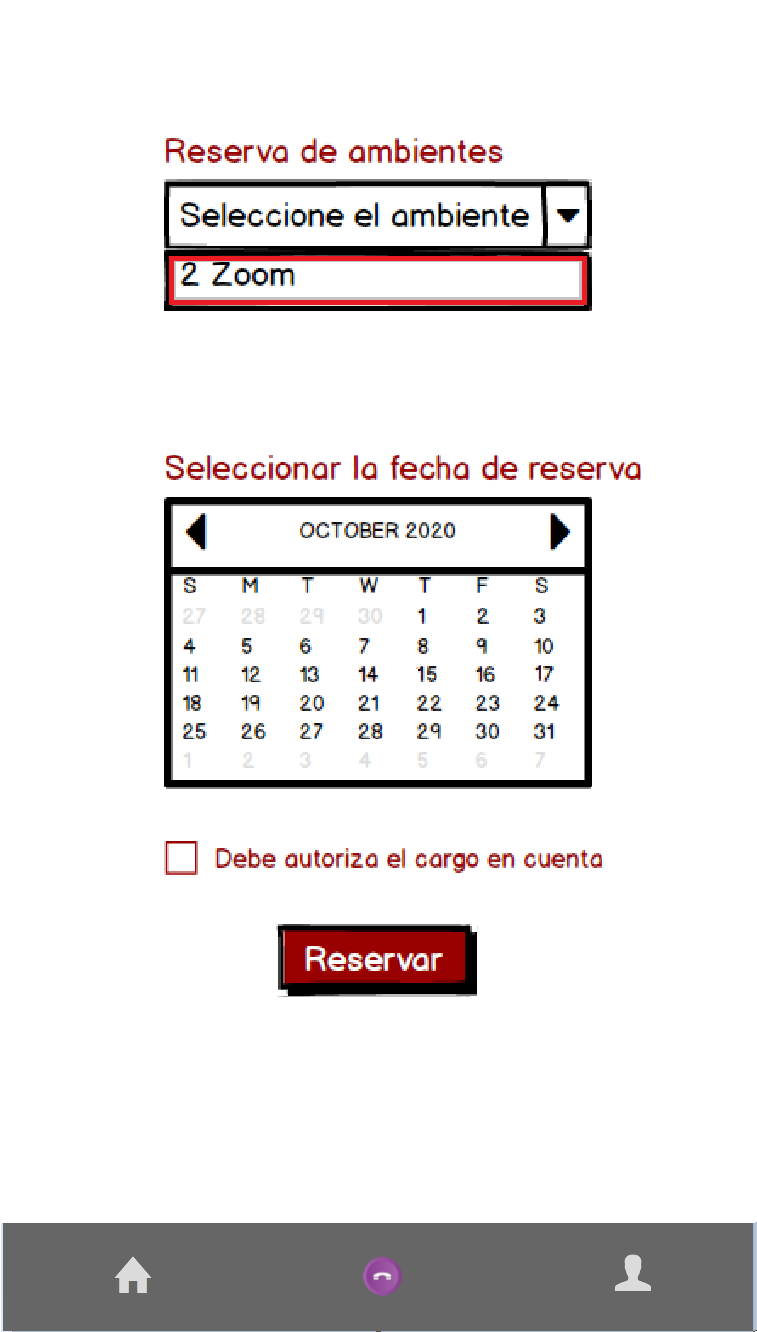 Reserva de ambientes
Seleccione el ambiente
2 Zoom
Seleccionar la fecha de reserva
OCTOBER 2020
S M T W T F S
27 28 29 30 1 2 3
4 5 6 7 8 9 10
11 12 13 14 15 16 17
18 19 20 21 22 23 24
25 26 27 28 29 30 31
1 2 3 4 5 6 7
Debe autoriza el cargo en cuenta
Reservar